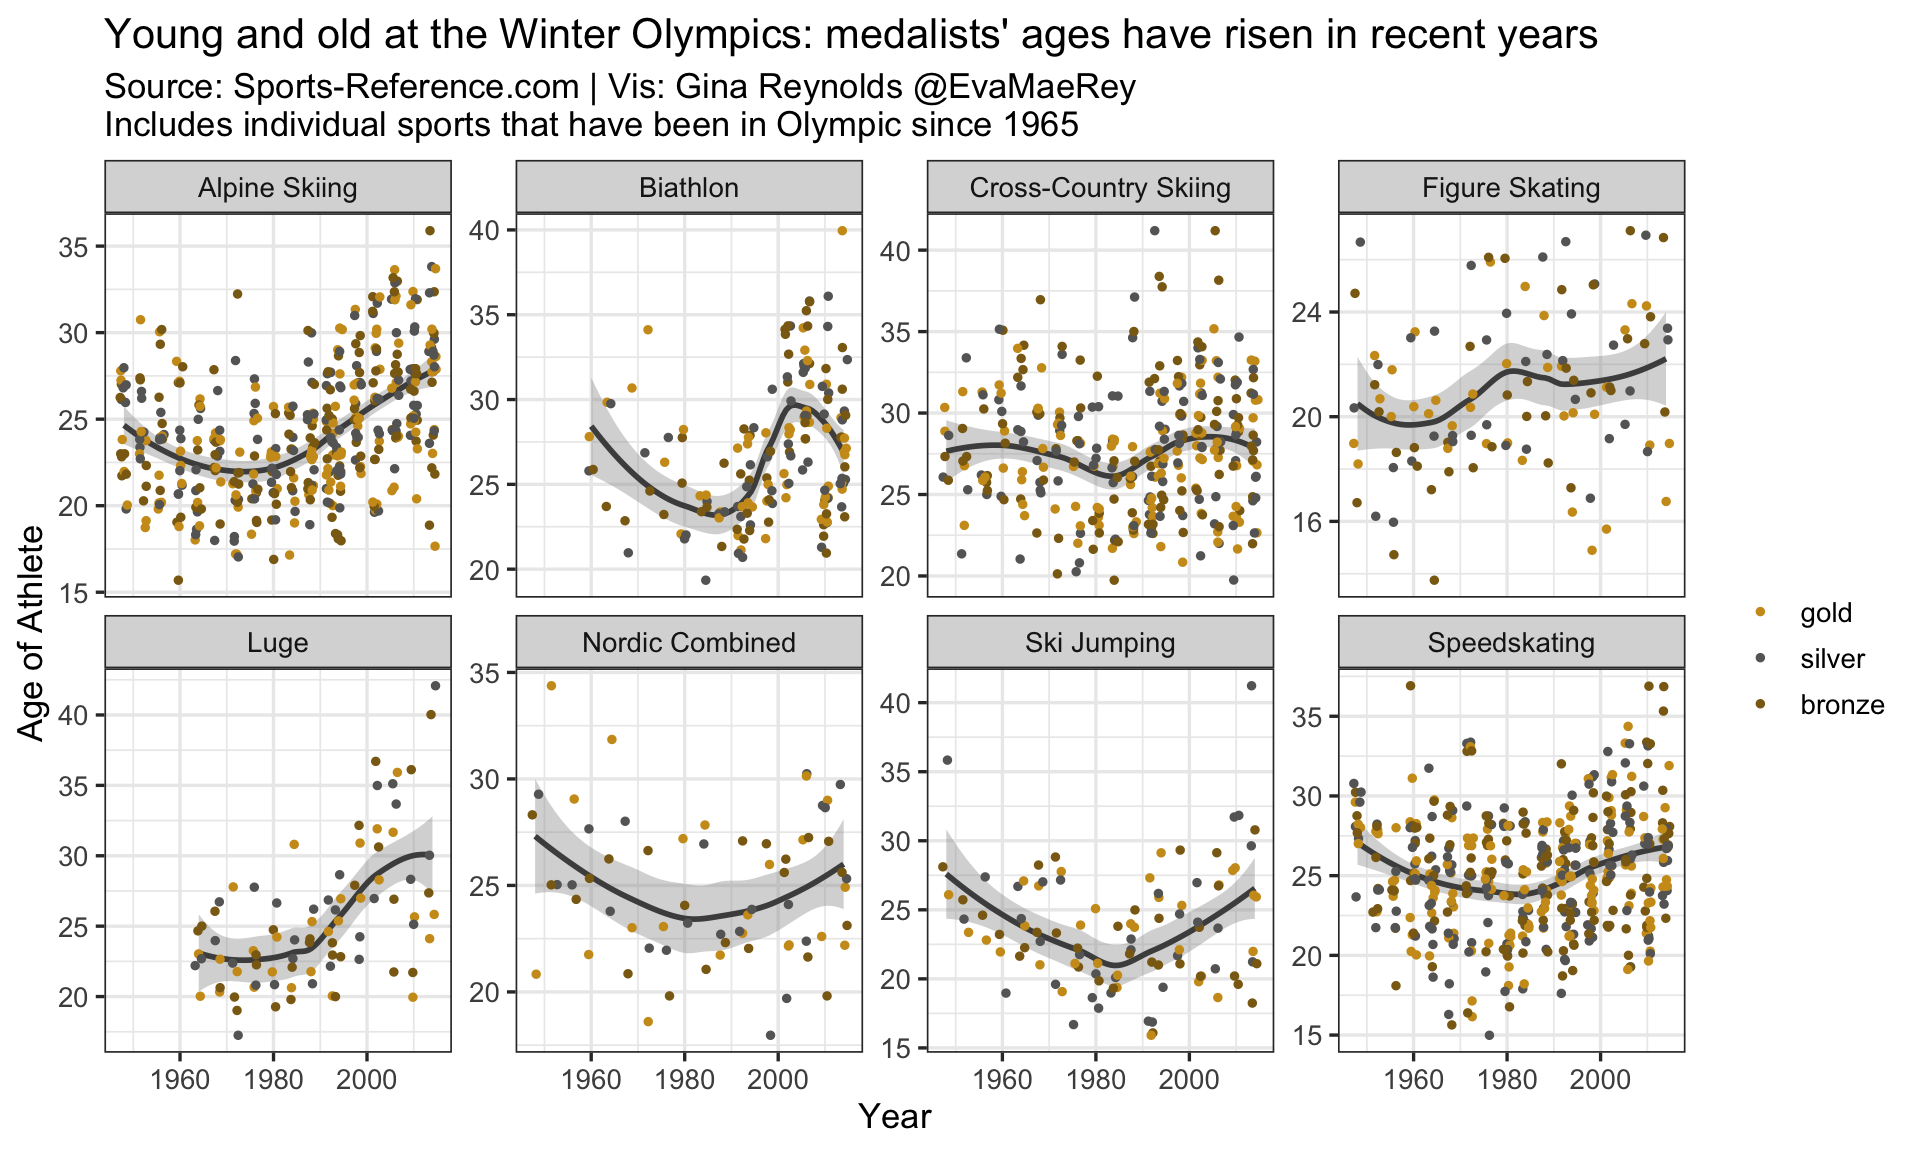 Young and old at the Winter Olympics: medalists' ages have risen in recent years
Source: Sports-Reference.com | Vis: Gina Reynolds @EvaMaeRey
Includes individual sports that have been in Olympic since 1965
Alpine Skiing
Biathlon
Cross-Country Skiing
Figure Skating
35
30
25
20
15
40
35
30
25
20
40
35
30
25
20
24
20
16
Age of Athlete
Luge
Nordic Combined
Ski Jumping
Speedskating
40
35
30
25
20
35
30
25
20
40
35
30
25
20
15
35
30
25
20
15
1960 1980 2000
1960 1980 2000
1960 1980 2000
1960 1980 2000
Year
gold
silver
bronze